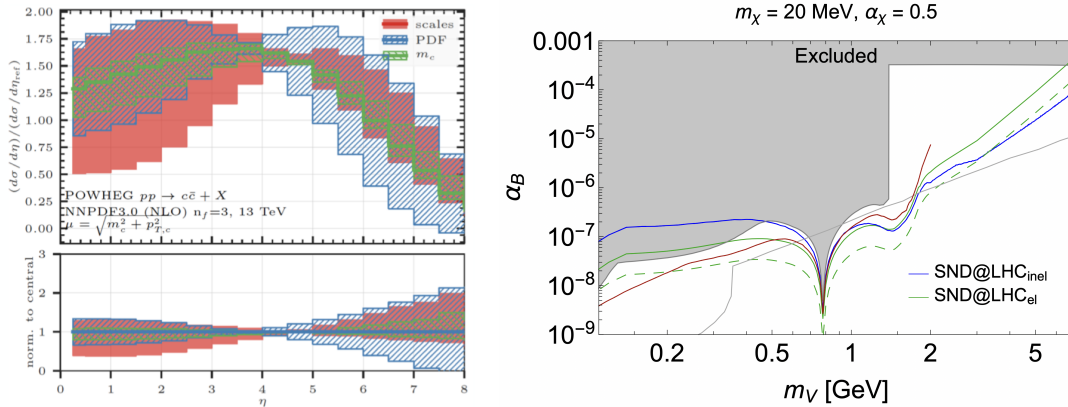 1.75
1.50
1.25
1.00
0.75
0.50
0.25
0.00
(dσ/dη)/(dσ/dη_ref)
scales
PDF
m_c
POWHEG pp → cc̄ + X
NNPDF3.0 (NLO) n_f=3, 13 TeV
μ = √(m_c^2 + p_{T,c}^2)
3
2
1
0
norm. to central
0 1 2 3 4 5 6 7 8
η
m_χ = 20 MeV, α_χ = 0.5
0.001
10^-4
10^-5
10^-6
10^-7
10^-8
10^-9
α_B
Excluded
SND@LHC_inel
SND@LHC_el
0.2 0.5 1 2 5
m_V [GeV]